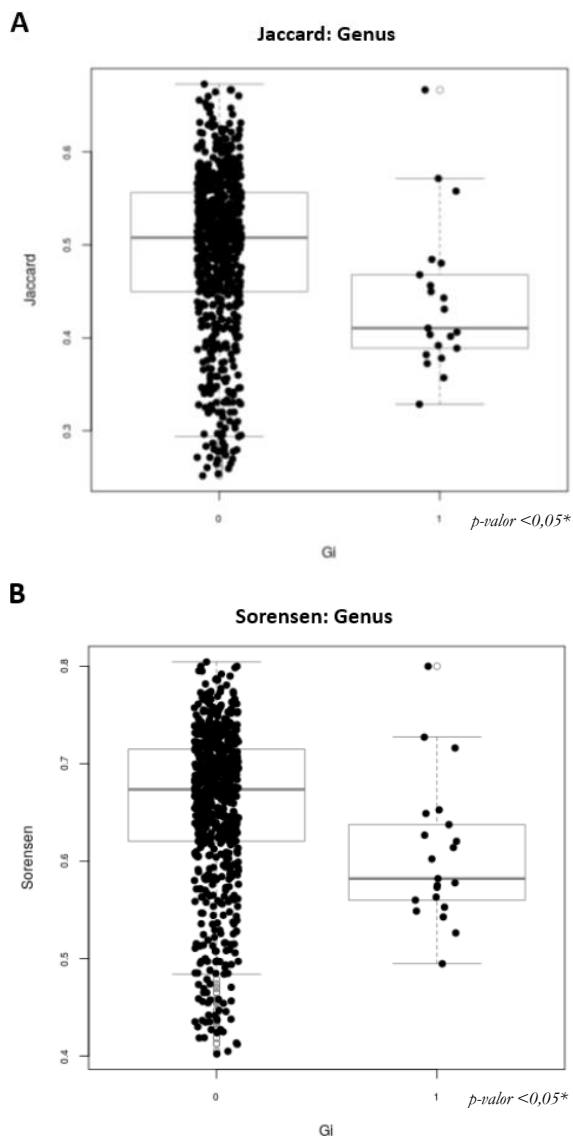 A
Jaccard: Genus
0.6
0.5
0.4
0.3
Jaccard
0
1
p-valor <0,05*
Gi
B
Sorensen: Genus
0.8
0.7
0.6
0.5
0.4
Sorensen
0
1
p-valor <0,05*
Gi